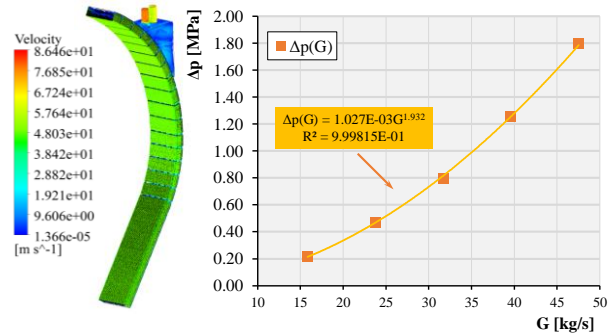 Velocity
8.646e+01
7.685e+01
6.724e+01
5.764e+01
4.803e+01
3.842e+01
2.882e+01
1.921e+01
9.606e+00
1.366e-05
[m s^-1]
Δp [MPa]
2.00
1.80
1.60
1.40
1.20
1.00
0.80
0.60
0.40
0.20
0.00
Δp(G)
Δp(G) = 1.027E-03G^1.932
R² = 9.99815E-01
10 15 20 25 30 35 40 45 50
G [kg/s]